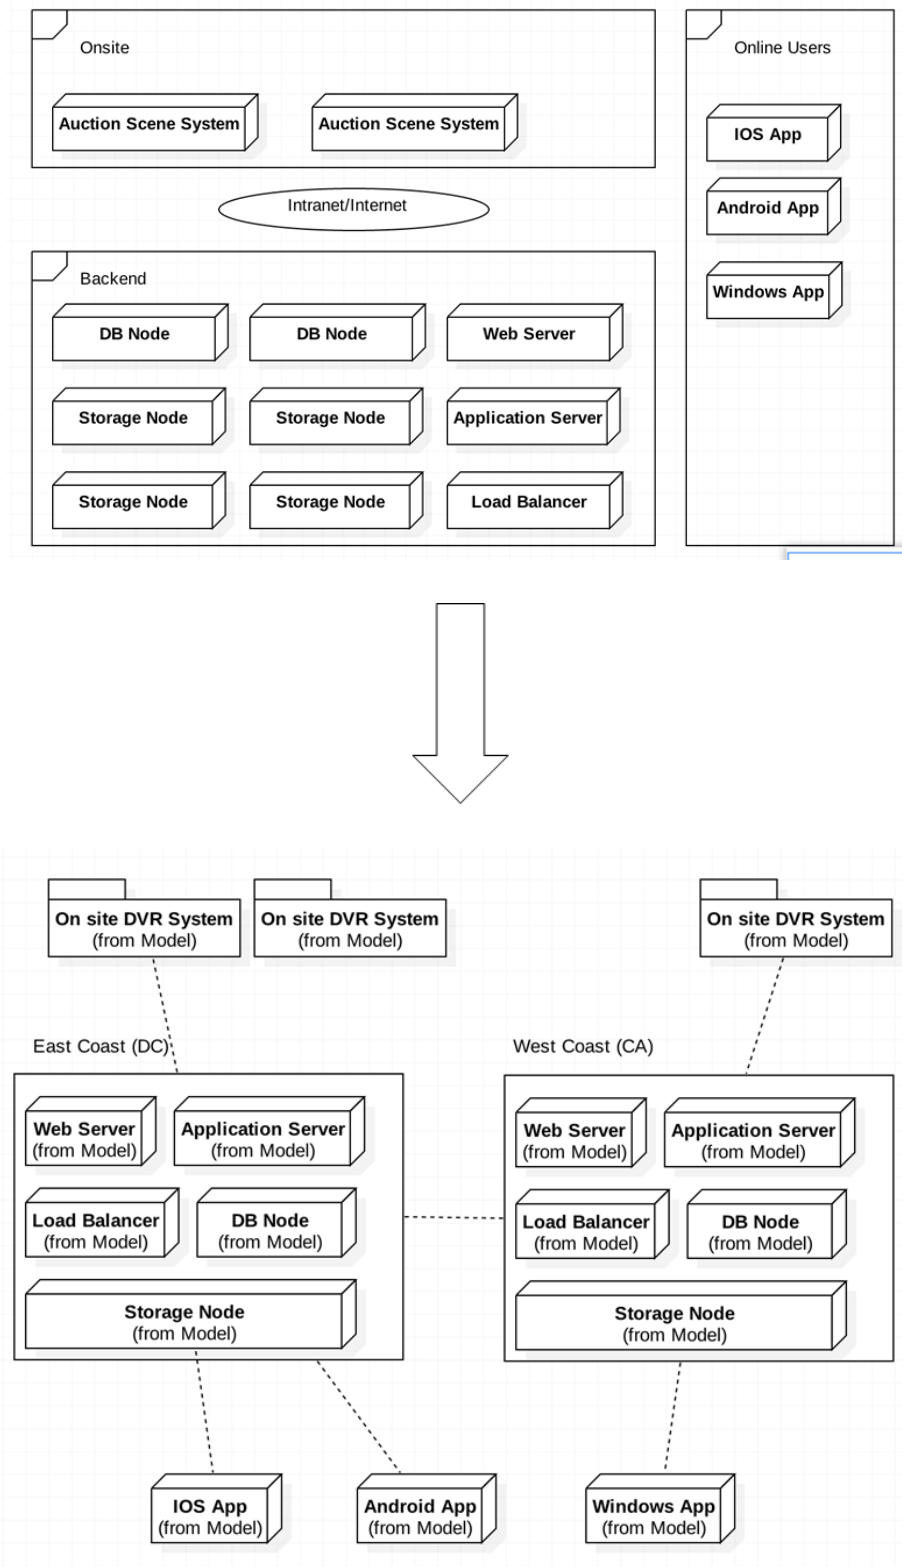 Onsite
Online Users
Auction Scene System
Auction Scene System
IOS App
Android App
Windows App
Intranet/Internet
Backend
DB Node
DB Node
Web Server
Storage Node
Storage Node
Application Server
Storage Node
Storage Node
Load Balancer
On site DVR System
(from Model)
On site DVR System
(from Model)
On site DVR System
(from Model)
East Coast (DC)
West Coast (CA)
Web Server
(from Model)
Application Server
(from Model)
Load Balancer
(from Model)
DB Node
(from Model)
Storage Node
(from Model)
Web Server
(from Model)
Application Server
(from Model)
Load Balancer
(from Model)
DB Node
(from Model)
Storage Node
(from Model)
IOS App
(from Model)
Android App
(from Model)
Windows App
(from Model)